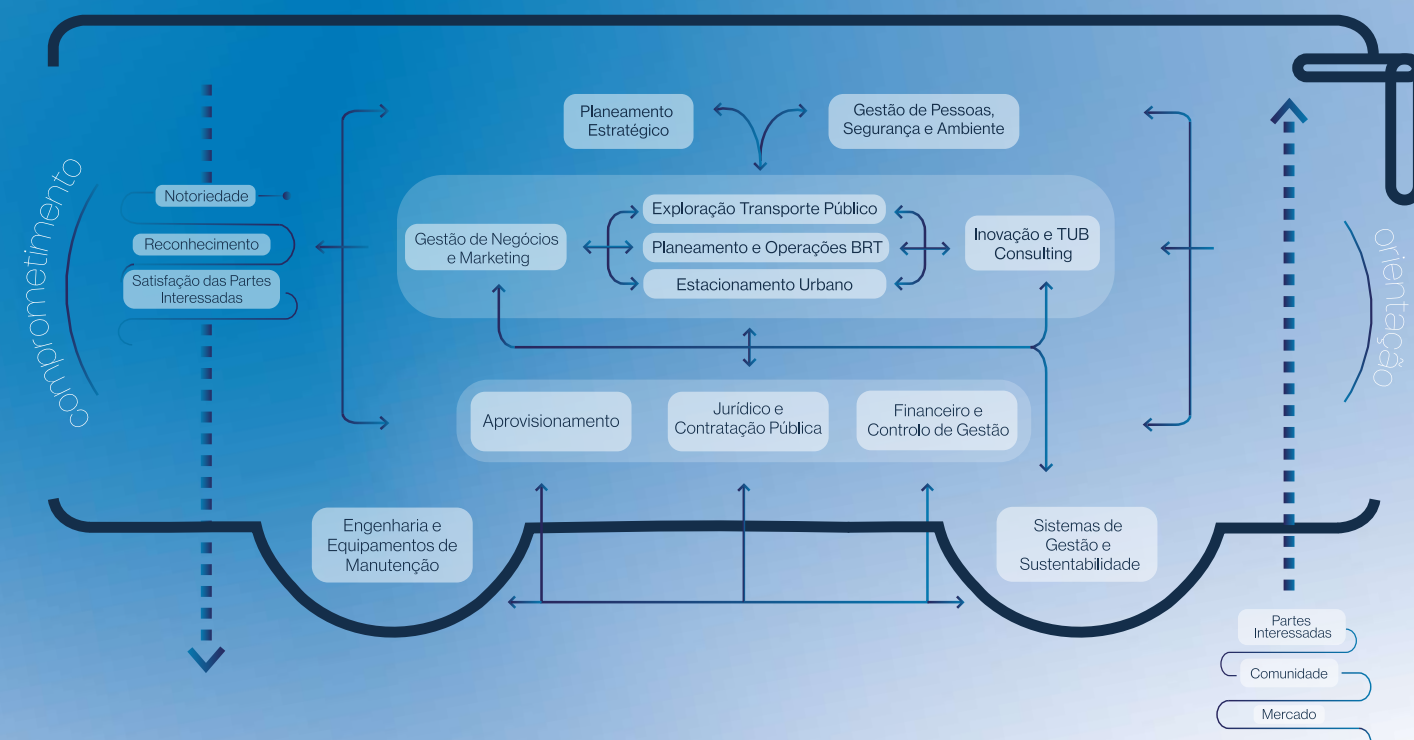 Planeamento
Estratégico
Gestão de Pessoas,
Segurança e Ambiente
comprometimento
Notoriedade
Reconhecimento
Satisfação das Partes
Interessadas
Gestão de Negócios
e Marketing
Exploração Transporte Público
Planeamento e Operações BRT
Estacionamento Urbano
Inovação e TUB
Consulting
orientação
Aprovisionamento
Jurídico e
Contratação Pública
Financeiro e
Controlo de Gestão
Engenharia e
Equipamentos de
Manutenção
Sistemas de
Gestão e
Sustentabilidade
Partes
Interessadas
Comunidade
Mercado